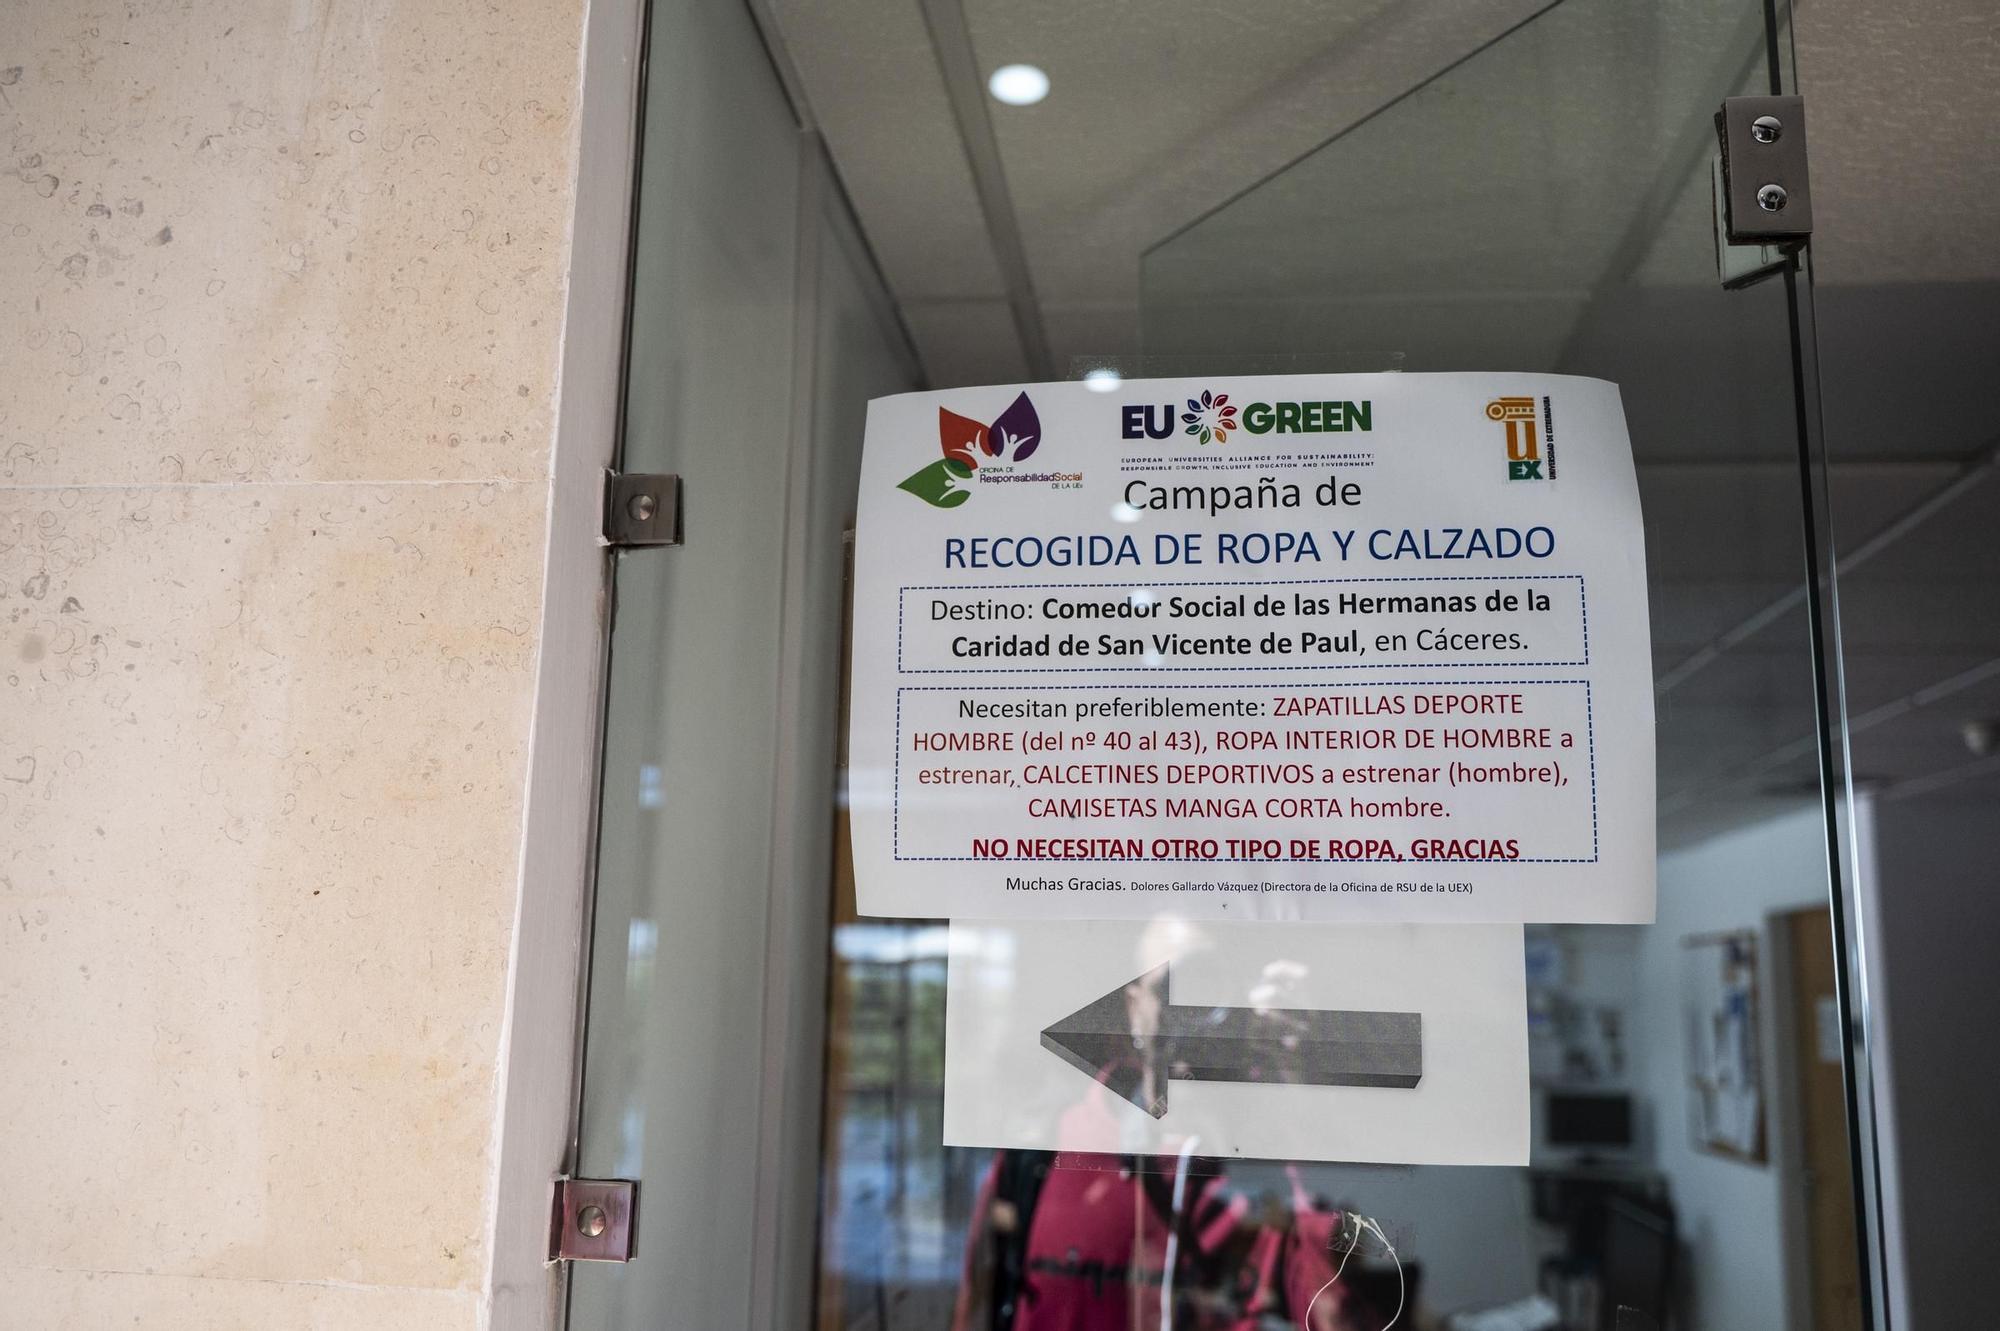 OFICINA DE
ResponsabilidadSocial
DE LA UEx
EU GREEN
EUROPEAN UNIVERSITIES ALLIANCE FOR SUSTAINABILITY:
RESPONSIBLE GROWTH, INCLUSIVE EDUCATION AND ENVIRONMENT
UEX
UNIVERSIDAD DE EXTREMADURA
Campaña de
RECOGIDA DE ROPA Y CALZADO
Destino: Comedor Social de las Hermanas de la
Caridad de San Vicente de Paul, en Cáceres.
Necesitan preferiblemente: ZAPATILLAS DEPORTE
HOMBRE (del nº 40 al 43), ROPA INTERIOR DE HOMBRE a
estrenar, CALCETINES DEPORTIVOS a estrenar (hombre),
CAMISETAS MANGA CORTA hombre.
NO NECESITAN OTRO TIPO DE ROPA, GRACIAS
Muchas Gracias. Dolores Gallardo Vázquez (Directora de la Oficina de RSU de la UEX)